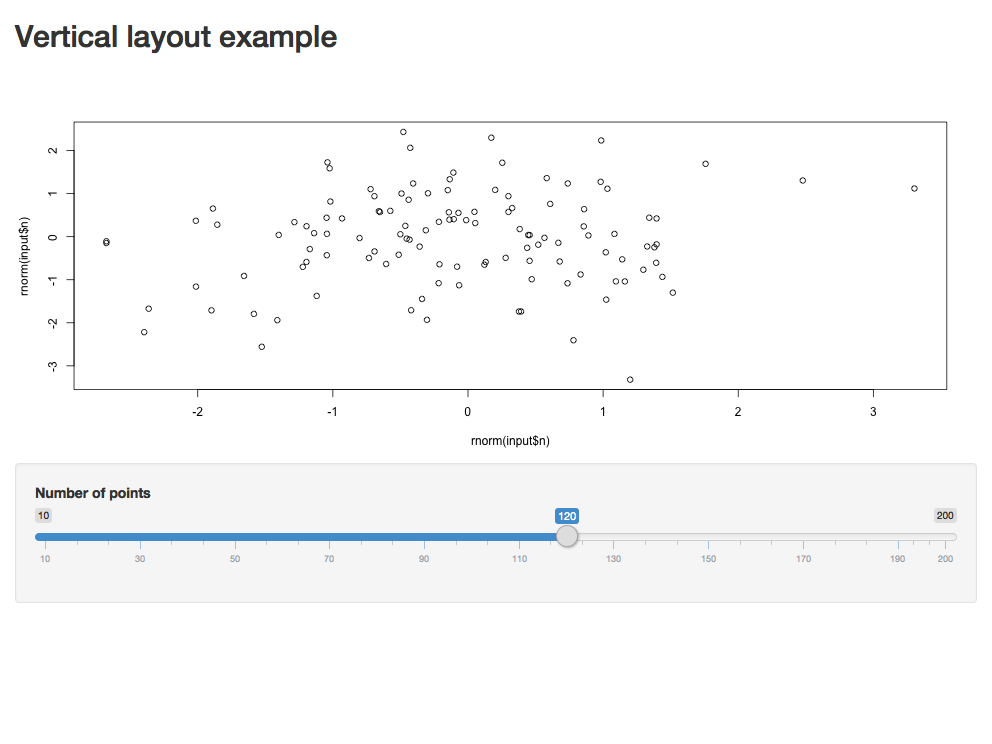 Vertical layout example
2
1
0
-1
-2
-3
rnorm(input$n)
-2 -1 0 1 2 3
rnorm(input$n)
Number of points
10 120 200
10 30 50 70 90 110 130 150 170 190 200